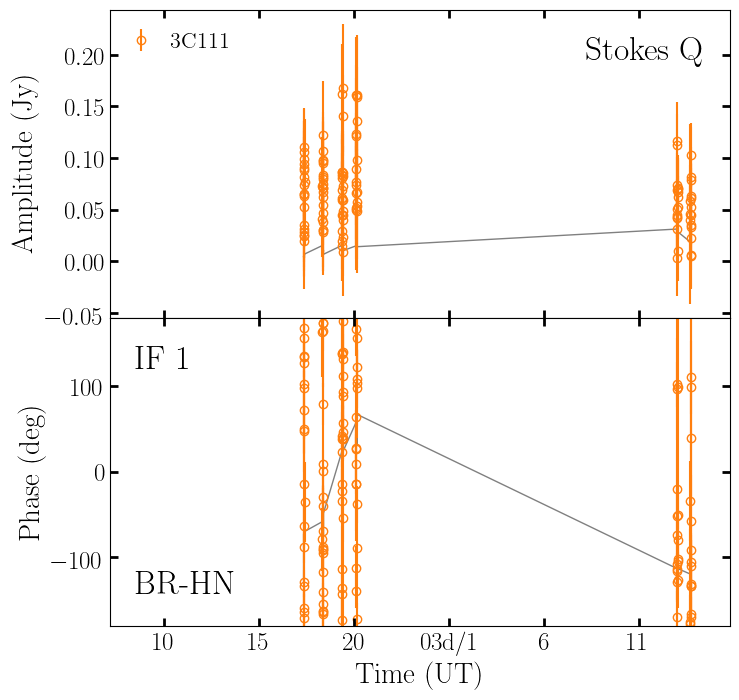 3C111
Stokes Q
Amplitude (Jy)
0.20
0.15
0.10
0.05
0.00
−0.05
IF 1
BR-HN
Phase (deg)
100
0
−100
10 15 20 03d/1 6 11
Time (UT)